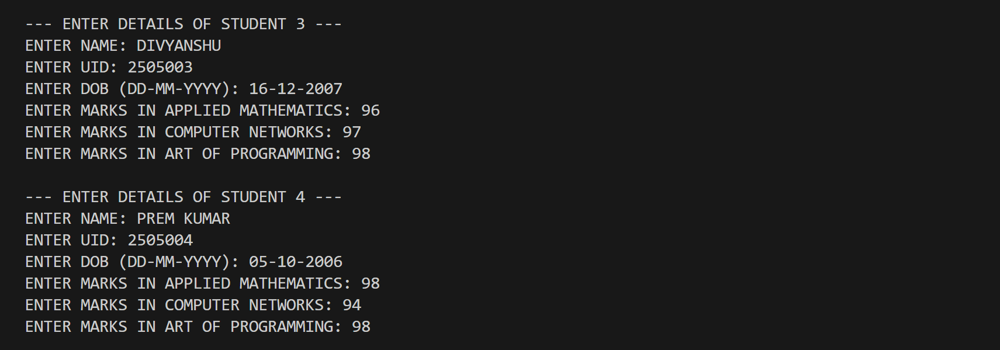 --- ENTER DETAILS OF STUDENT 3 ---
ENTER NAME: DIVYANSHU
ENTER UID: 2505003
ENTER DOB (DD-MM-YYYY): 16-12-2007
ENTER MARKS IN APPLIED MATHEMATICS: 96
ENTER MARKS IN COMPUTER NETWORKS: 97
ENTER MARKS IN ART OF PROGRAMMING: 98

--- ENTER DETAILS OF STUDENT 4 ---
ENTER NAME: PREM KUMAR
ENTER UID: 2505004
ENTER DOB (DD-MM-YYYY): 05-10-2006
ENTER MARKS IN APPLIED MATHEMATICS: 98
ENTER MARKS IN COMPUTER NETWORKS: 94
ENTER MARKS IN ART OF PROGRAMMING: 98